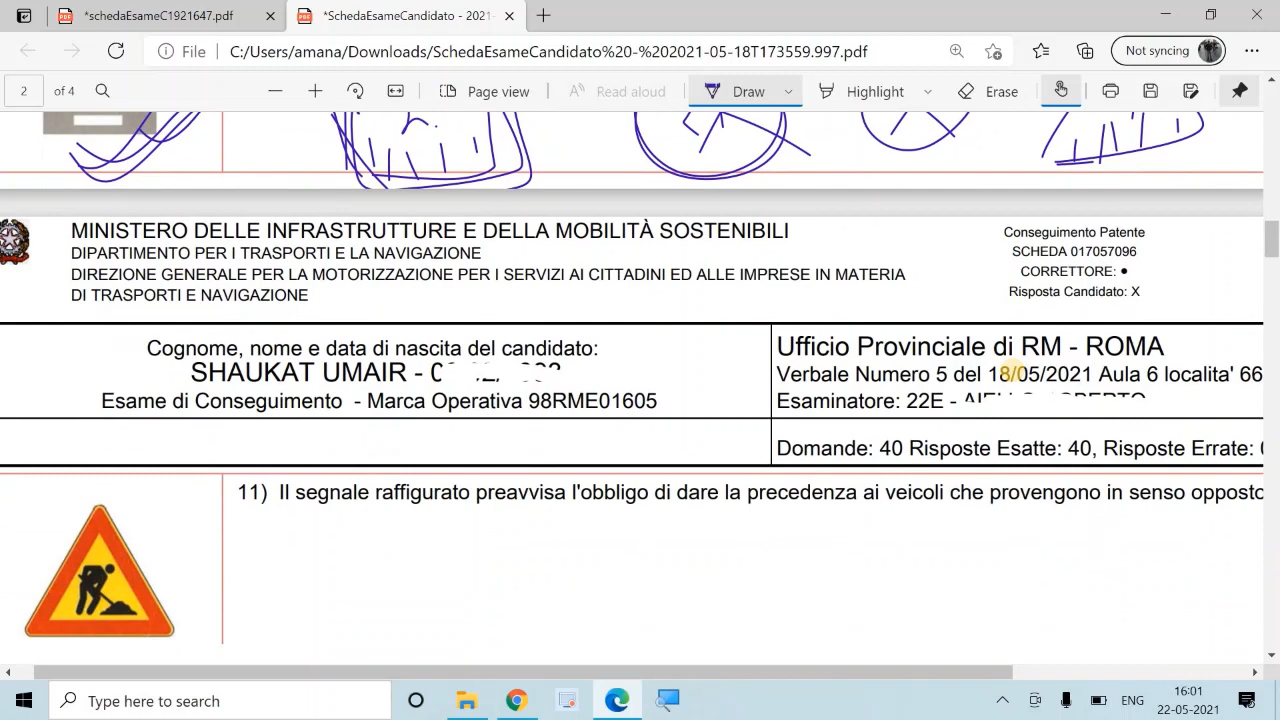 *schedaEsameC1921647.pdf
*SchedaEsameCandidato - 2021-
File C:/Users/amana/Downloads/SchedaEsameCandidato%20-%202021-05-18T173559.997.pdf
Not syncing
2 of 4 Page view Read aloud Draw Highlight Erase
MINISTERO DELLE INFRASTRUTTURE E DELLA MOBILITÀ SOSTENIBILI
DIPARTIMENTO PER I TRASPORTI E LA NAVIGAZIONE
DIREZIONE GENERALE PER LA MOTORIZZAZIONE PER I SERVIZI AI CITTADINI ED ALLE IMPRESE IN MATERIA
DI TRASPORTI E NAVIGAZIONE
Conseguimento Patente
SCHEDA 017057096
CORRETTORE: ●
Risposta Candidato: X
Cognome, nome e data di nascita del candidato:
SHAUKAT UMAIR -
Esame di Conseguimento - Marca Operativa 98RME01605
Ufficio Provinciale di RM - ROMA
Verbale Numero 5 del 18/05/2021 Aula 6 localita' 66
Esaminatore: 22E -
Domande: 40 Risposte Esatte: 40, Risposte Errate:
11) Il segnale raffigurato preavvisa l'obbligo di dare la precedenza ai veicoli che provengono in senso opposto
Type here to search
ENG
16:01
22-05-2021